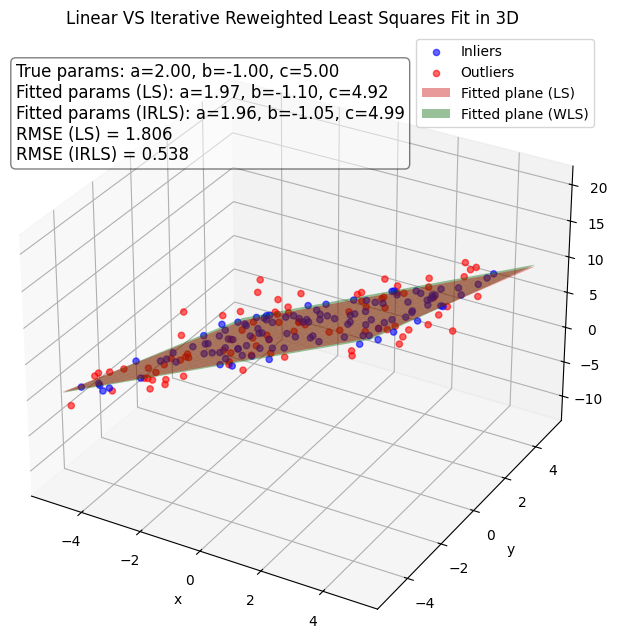 Linear VS Iterative Reweighted Least Squares Fit in 3D
True params: a=2.00, b=-1.00, c=5.00
Fitted params (LS): a=1.97, b=-1.10, c=4.92
Fitted params (IRLS): a=1.96, b=-1.05, c=4.99
RMSE (LS) = 1.806
RMSE (IRLS) = 0.538
Inliers
Outliers
Fitted plane (LS)
Fitted plane (WLS)
20
15
10
5
0
−5
−10
4
2
0
−2
−4
y
−4
−2
0
2
4
x